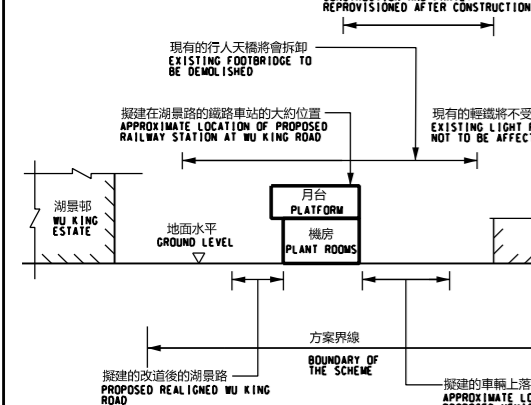 REPROVISIONED AFTER CONSTRUCTION
現有的行人天橋將會拆卸
EXISTING FOOTBRIDGE TO
BE DEMOLISHED
擬建在湖景路的鐵路車站的大約位置
APPROXIMATE LOCATION OF PROPOSED
RAILWAY STATION AT WU KING ROAD
現有的輕鐵將不受
EXISTING LIGHT
NOT TO BE AFFECT
月台
PLATFORM
湖景邨
WU KING
ESTATE
地面水平
GROUND LEVEL
機房
PLANT ROOMS
方案界線
BOUNDARY OF
THE SCHEME
擬建的改道後的湖景路
PROPOSED REALIGNED WU KING
ROAD
擬建的車輛上落
APPROXIMATE LO